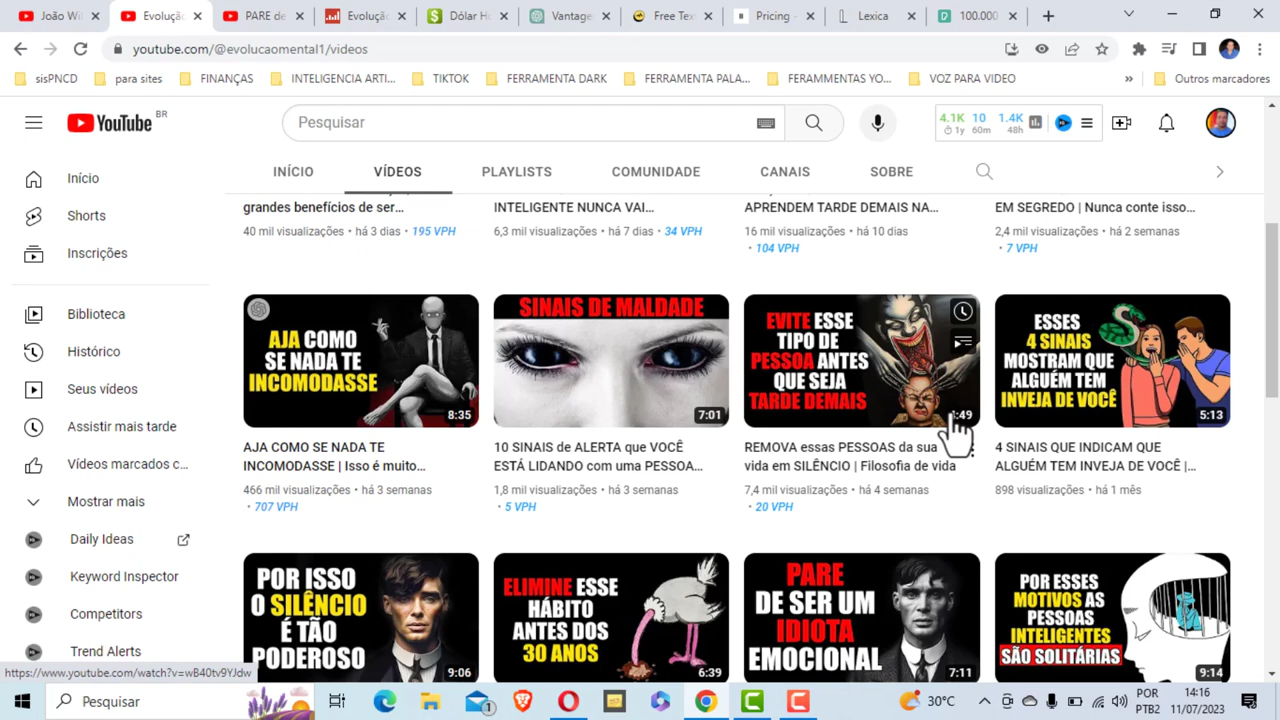 João Wi
Evoluçã
PARE de
Evoluçã
Dólar H
Vantage
Free Tex
Pricing -
Lexica
100.000
youtube.com/@evolucaomental1/videos
sisPNCD
para sites
FINANÇAS
INTELIGENCIA ARTI...
TIKTOK
FERRAMENTA DARK
FERRAMENTA PALA...
FERAMMENTAS YO...
VOZ PARA VIDEO
»
Outros marcadores
YouTube BR
Pesquisar
4.1K 10 1.4K
1y 60m 48h
INÍCIO
VÍDEOS
PLAYLISTS
COMUNIDADE
CANAIS
SOBRE
Início
Shorts
Inscrições
Biblioteca
Histórico
Seus vídeos
Assistir mais tarde
Vídeos marcados c...
Mostrar mais
Daily Ideas
Keyword Inspector
Competitors
Trend Alerts
grandes benefícios de ser...
40 mil visualizações • há 3 dias • 195 VPH
INTELIGENTE NUNCA VAI...
6,3 mil visualizações • há 7 dias • 34 VPH
APRENDEM TARDE DEMAIS NA...
16 mil visualizações • há 10 dias
• 104 VPH
EM SEGREDO | Nunca conte isso...
2,4 mil visualizações • há 2 semanas
• 7 VPH
AJA COMO
SE NADA TE
INCOMODASSE
8:35
AJA COMO SE NADA TE
INCOMODASSE | Isso é muito...
466 mil visualizações • há 3 semanas
• 707 VPH
SINAIS DE MALDADE
7:01
10 SINAIS de ALERTA que VOCÊ
ESTÁ LIDANDO com uma PESSOA...
1,8 mil visualizações • há 3 semanas
• 5 VPH
EVITE ESSE
TIPO DE
PESSOA ANTES
QUE SEJA
TARDE DEMAIS
:49
REMOVA essas PESSOAS da sua
vida em SILÊNCIO | Filosofia de vida
7,4 mil visualizações • há 4 semanas
• 20 VPH
ESSES
4 SINAIS
MOSTRAM QUE
ALGUÉM TEM
INVEJA DE VOCÊ
5:13
4 SINAIS QUE INDICAM QUE
ALGUÉM TEM INVEJA DE VOCÊ |...
898 visualizações • há 1 mês
POR ISSO
O SILÊNCIO
É TÃO
PODEROSO
9:06
ELIMINE ESSE
HÁBITO
ANTES DOS
30 ANOS
6:39
PARE
DE SER UM
IDIOTA
EMOCIONAL
7:11
POR ESSES
MOTIVOS AS
PESSOAS
INTELIGENTES
SÃO SOLITÁRIAS
9:14
https://www.youtube.com/watch?v=wB40tv9YJdw
Pesquisar
1
30°C
POR
PTB2
14:16
11/07/2023